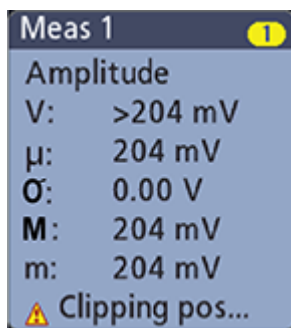 Meas 1 1
Amplitude
V: >204 mV
μ: 204 mV
σ: 0.00 V
M: 204 mV
m: 204 mV
Clipping pos...